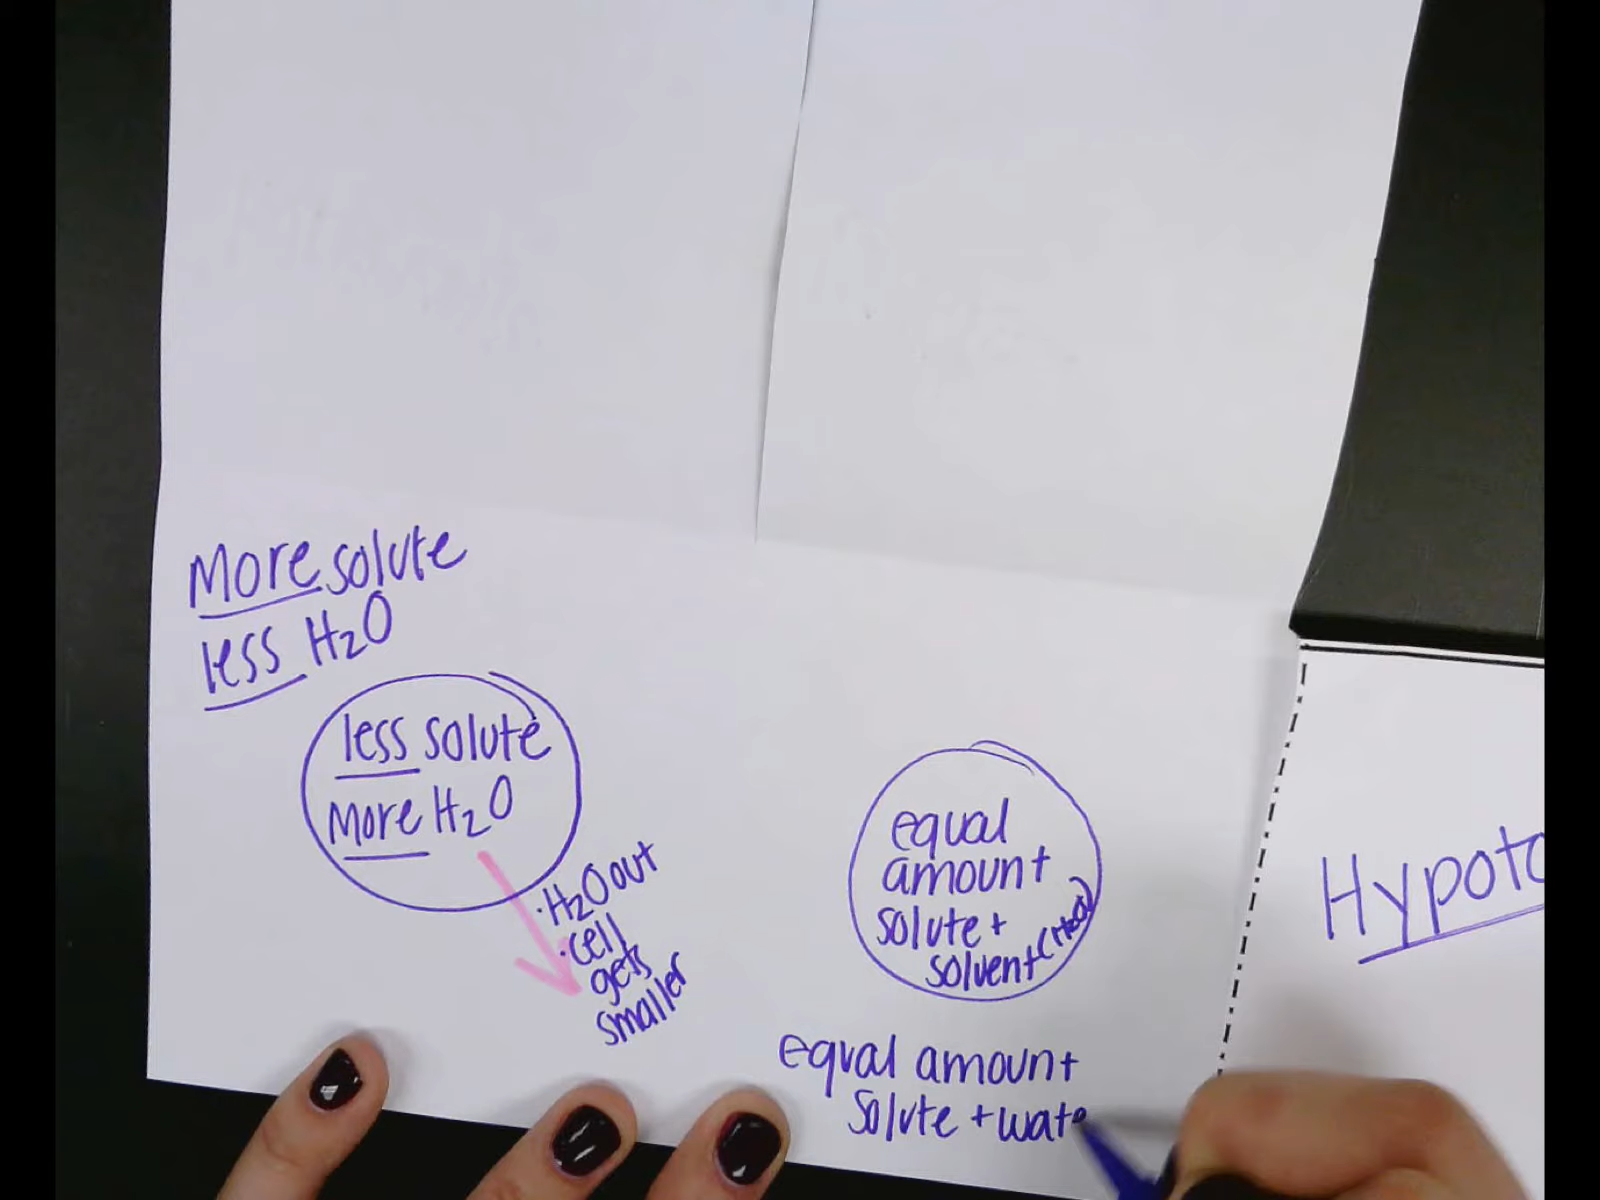 More solute
less H₂O
less solute
More H₂O
· H₂O out
· cell
gets
smaller
equal
amount
solute +
solvent (H₂O)
equal amount
solute + wate
Hypoto